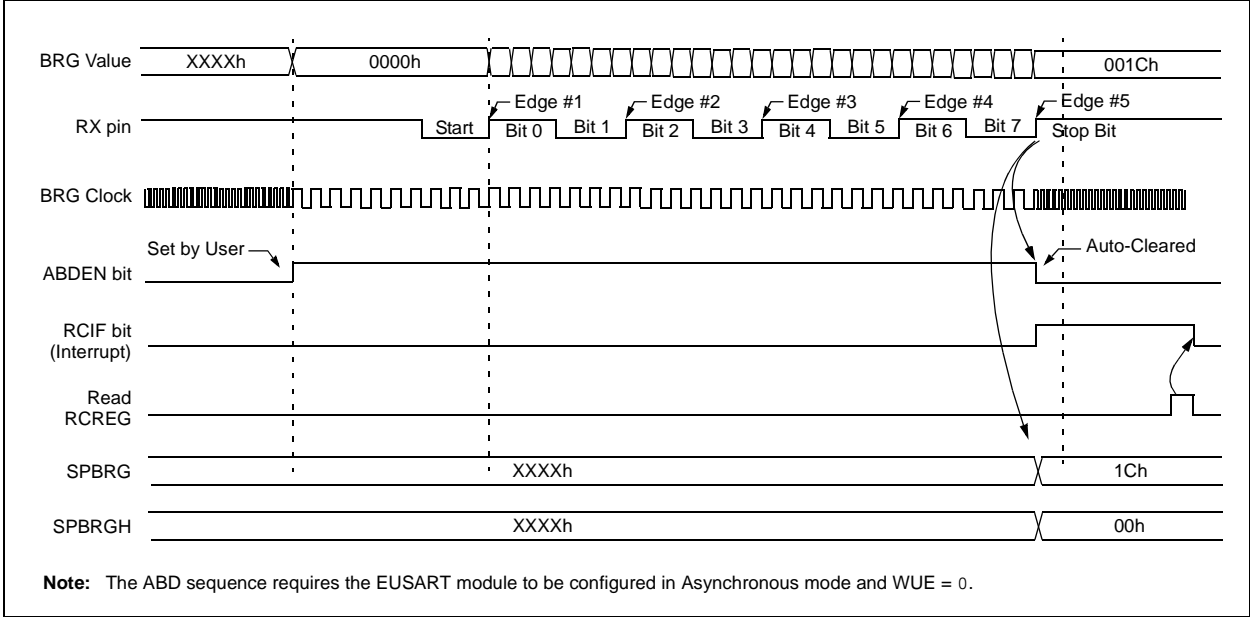 BRG Value XXXXh 0000h 001Ch
Edge #1 Edge #2 Edge #3 Edge #4 Edge #5
RX pin Start Bit 0 Bit 1 Bit 2 Bit 3 Bit 4 Bit 5 Bit 6 Bit 7 Stop Bit
BRG Clock
Set by User Auto-Cleared
ABDEN bit
RCIF bit
(Interrupt)
Read
RCREG
SPBRG XXXXh 1Ch
SPBRGH XXXXh 00h
Note: The ABD sequence requires the EUSART module to be configured in Asynchronous mode and WUE = 0.